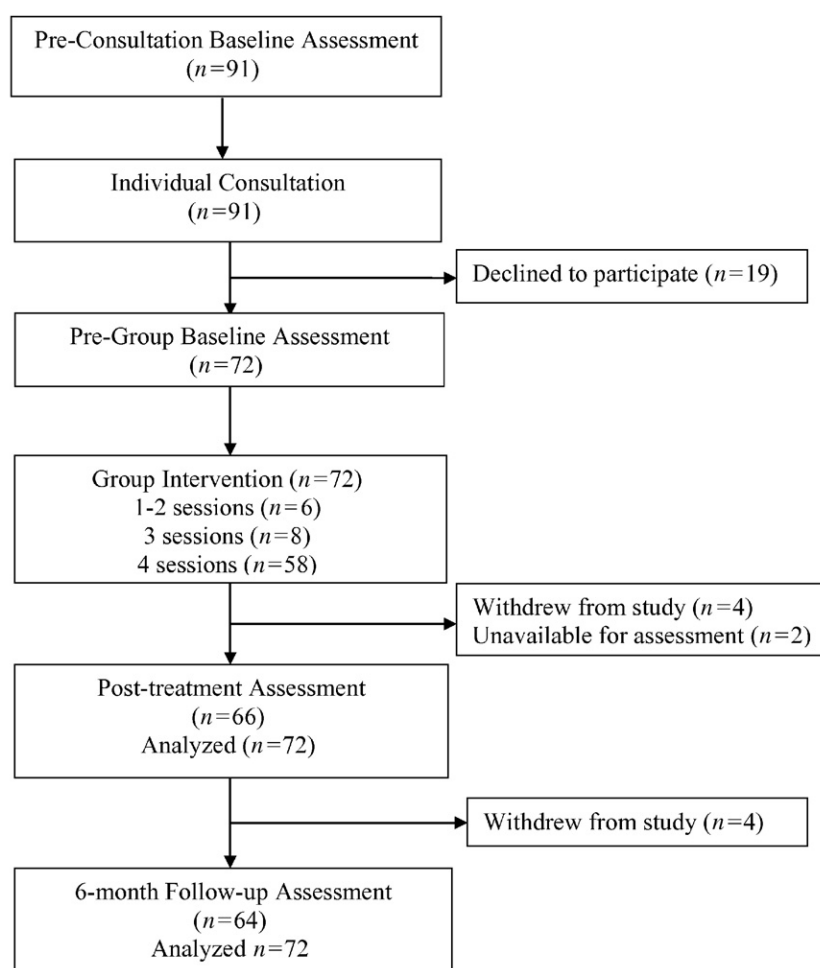 Pre-Consultation Baseline Assessment
(n=91)
Individual Consultation
(n=91)
Declined to participate (n=19)
Pre-Group Baseline Assessment
(n=72)
Group Intervention (n=72)
1-2 sessions (n=6)
3 sessions (n=8)
4 sessions (n=58)
Withdrew from study (n=4)
Unavailable for assessment (n=2)
Post-treatment Assessment
(n=66)
Analyzed (n=72)
Withdrew from study (n=4)
6-month Follow-up Assessment
(n=64)
Analyzed n=72